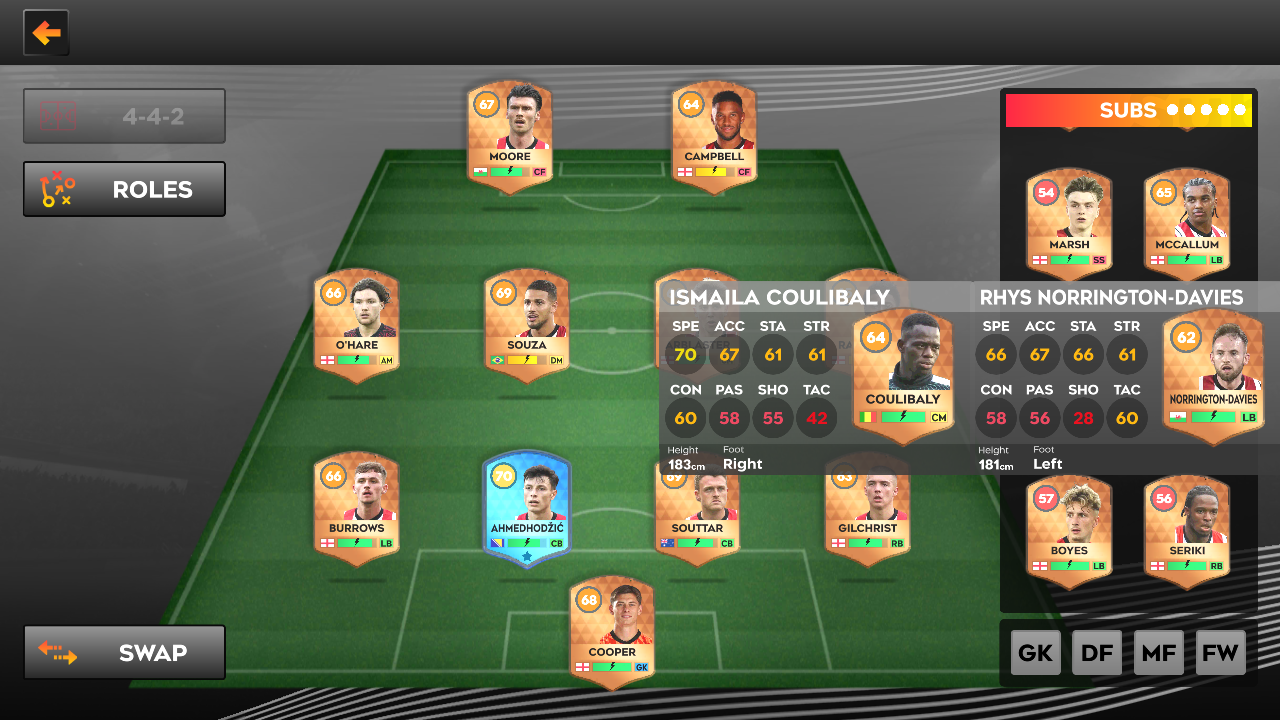 4-4-2
ROLES
SUBS
67
MOORE
CF
64
CAMPBELL
CF
54
MARSH
SS
65
MCCALLUM
LB
66
O'HARE
AM
69
SOUZA
DM
ISMAILA COULIBALY
SPE ACC STA STR
70 67 61 61
CON PAS SHO TAC
60 58 55 42
Height Foot
183cm Right
64
COULIBALY
CM
RHYS NORRINGTON-DAVIES
SPE ACC STA STR
66 67 66 61
CON PAS SHO TAC
58 56 28 60
Height Foot
181cm Left
62
NORRINGTON-DAVIES
LB
66
BURROWS
LB
70
AHMEDHODŽIĆ
CB
69
SOUTTAR
CB
63
GILCHRIST
RB
57
BOYES
LB
56
SERIKI
RB
68
COOPER
GK
SWAP
GK DF MF FW